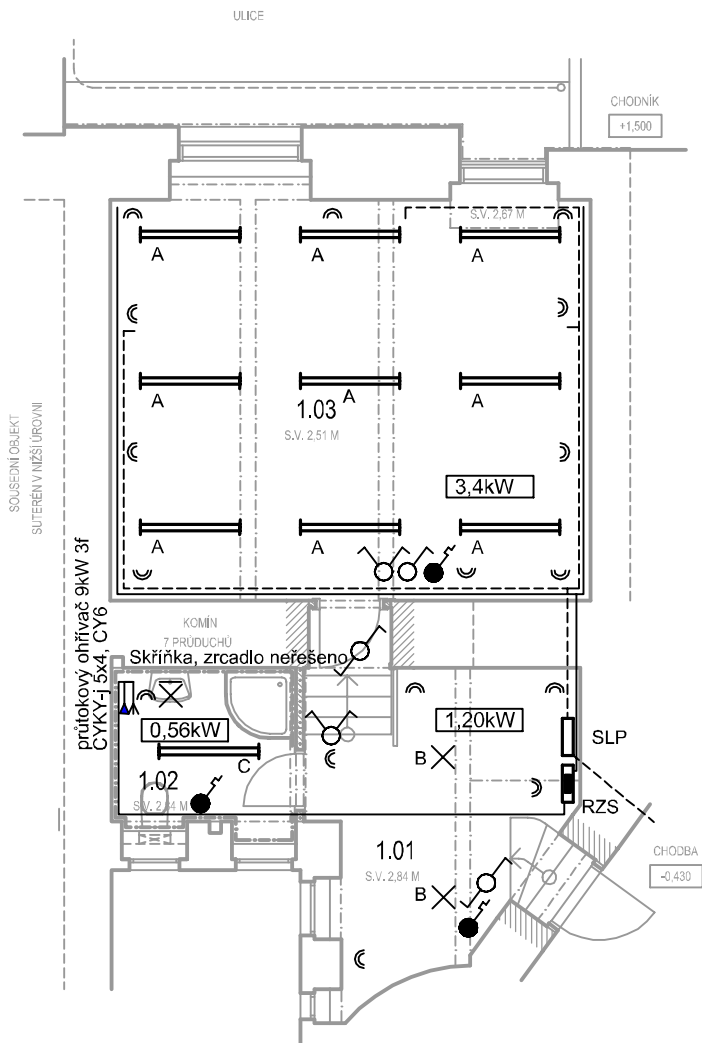 ULICE
CHODNÍK
+1,500
S.V. 2,67 M
A
A
A
A
A
A
1.03
S.V. 2,51 M
3,4kW
A
A
A
SOUSEDNÍ OBJEKT
SUTERÉN V NIŽŠÍ ÚROVNI
průtokový ohřívač 9kW 3f
CYKY-j 5x4, CY6
KOMÍN
7 PRŮDUCHŮ
Skříňka, zrcadlo neřešeno
0,56kW
1,20kW
SLP
B
C
1.02
S.V. 2,84 M
RZS
1.01
S.V. 2,84 M
B
CHODBA
-0,430